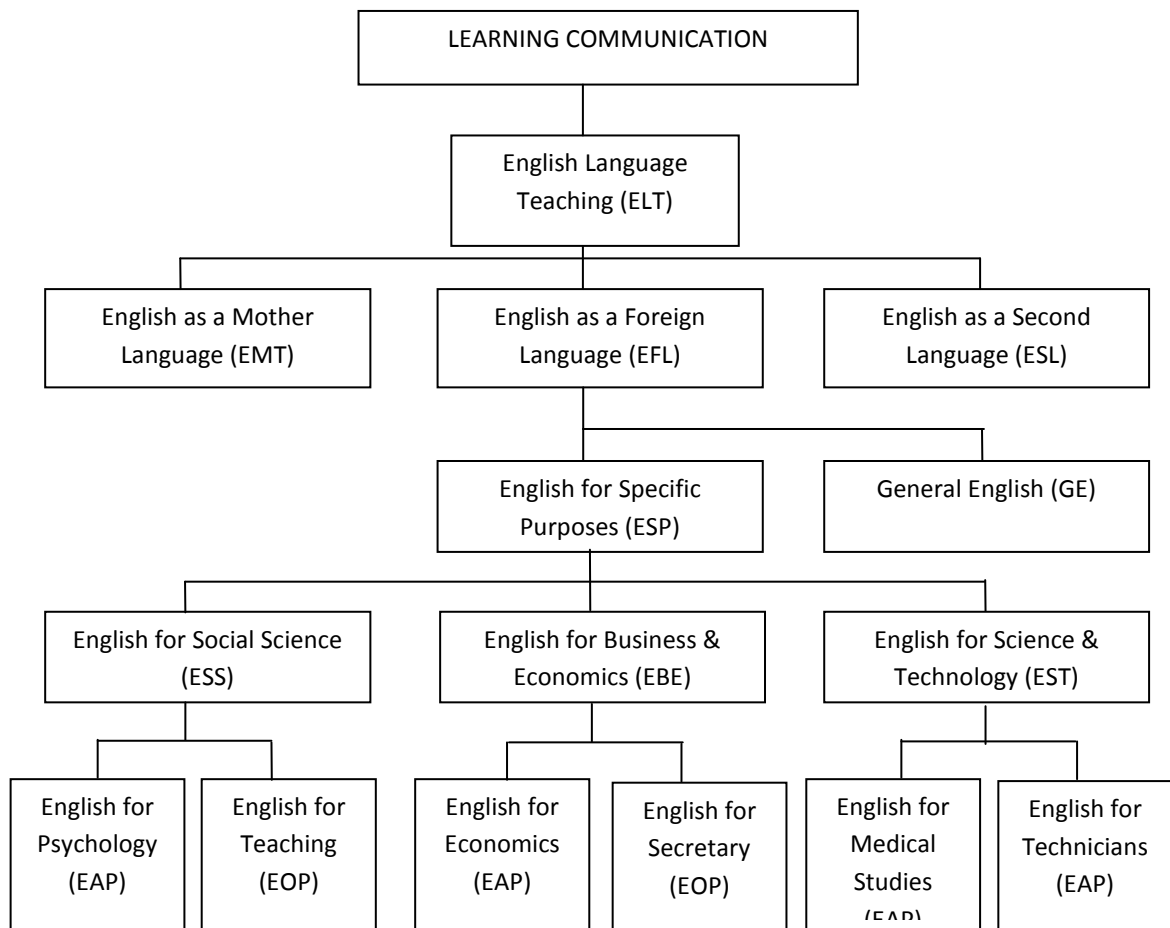 LEARNING COMMUNICATION
English Language
Teaching (ELT)
English as a Mother
Language (EMT)
English as a Foreign
Language (EFL)
English as a Second
Language (ESL)
English for Specific
Purposes (ESP)
General English (GE)
English for Social Science
(ESS)
English for Business &
Economics (EBE)
English for Science &
Technology (EST)
English for
Psychology
(EAP)
English for
Teaching
(EOP)
English for
Economics
(EAP)
English for
Secretary
(EOP)
English for
Medical
Studies
(EAP)
English for
Technicians
(EAP)